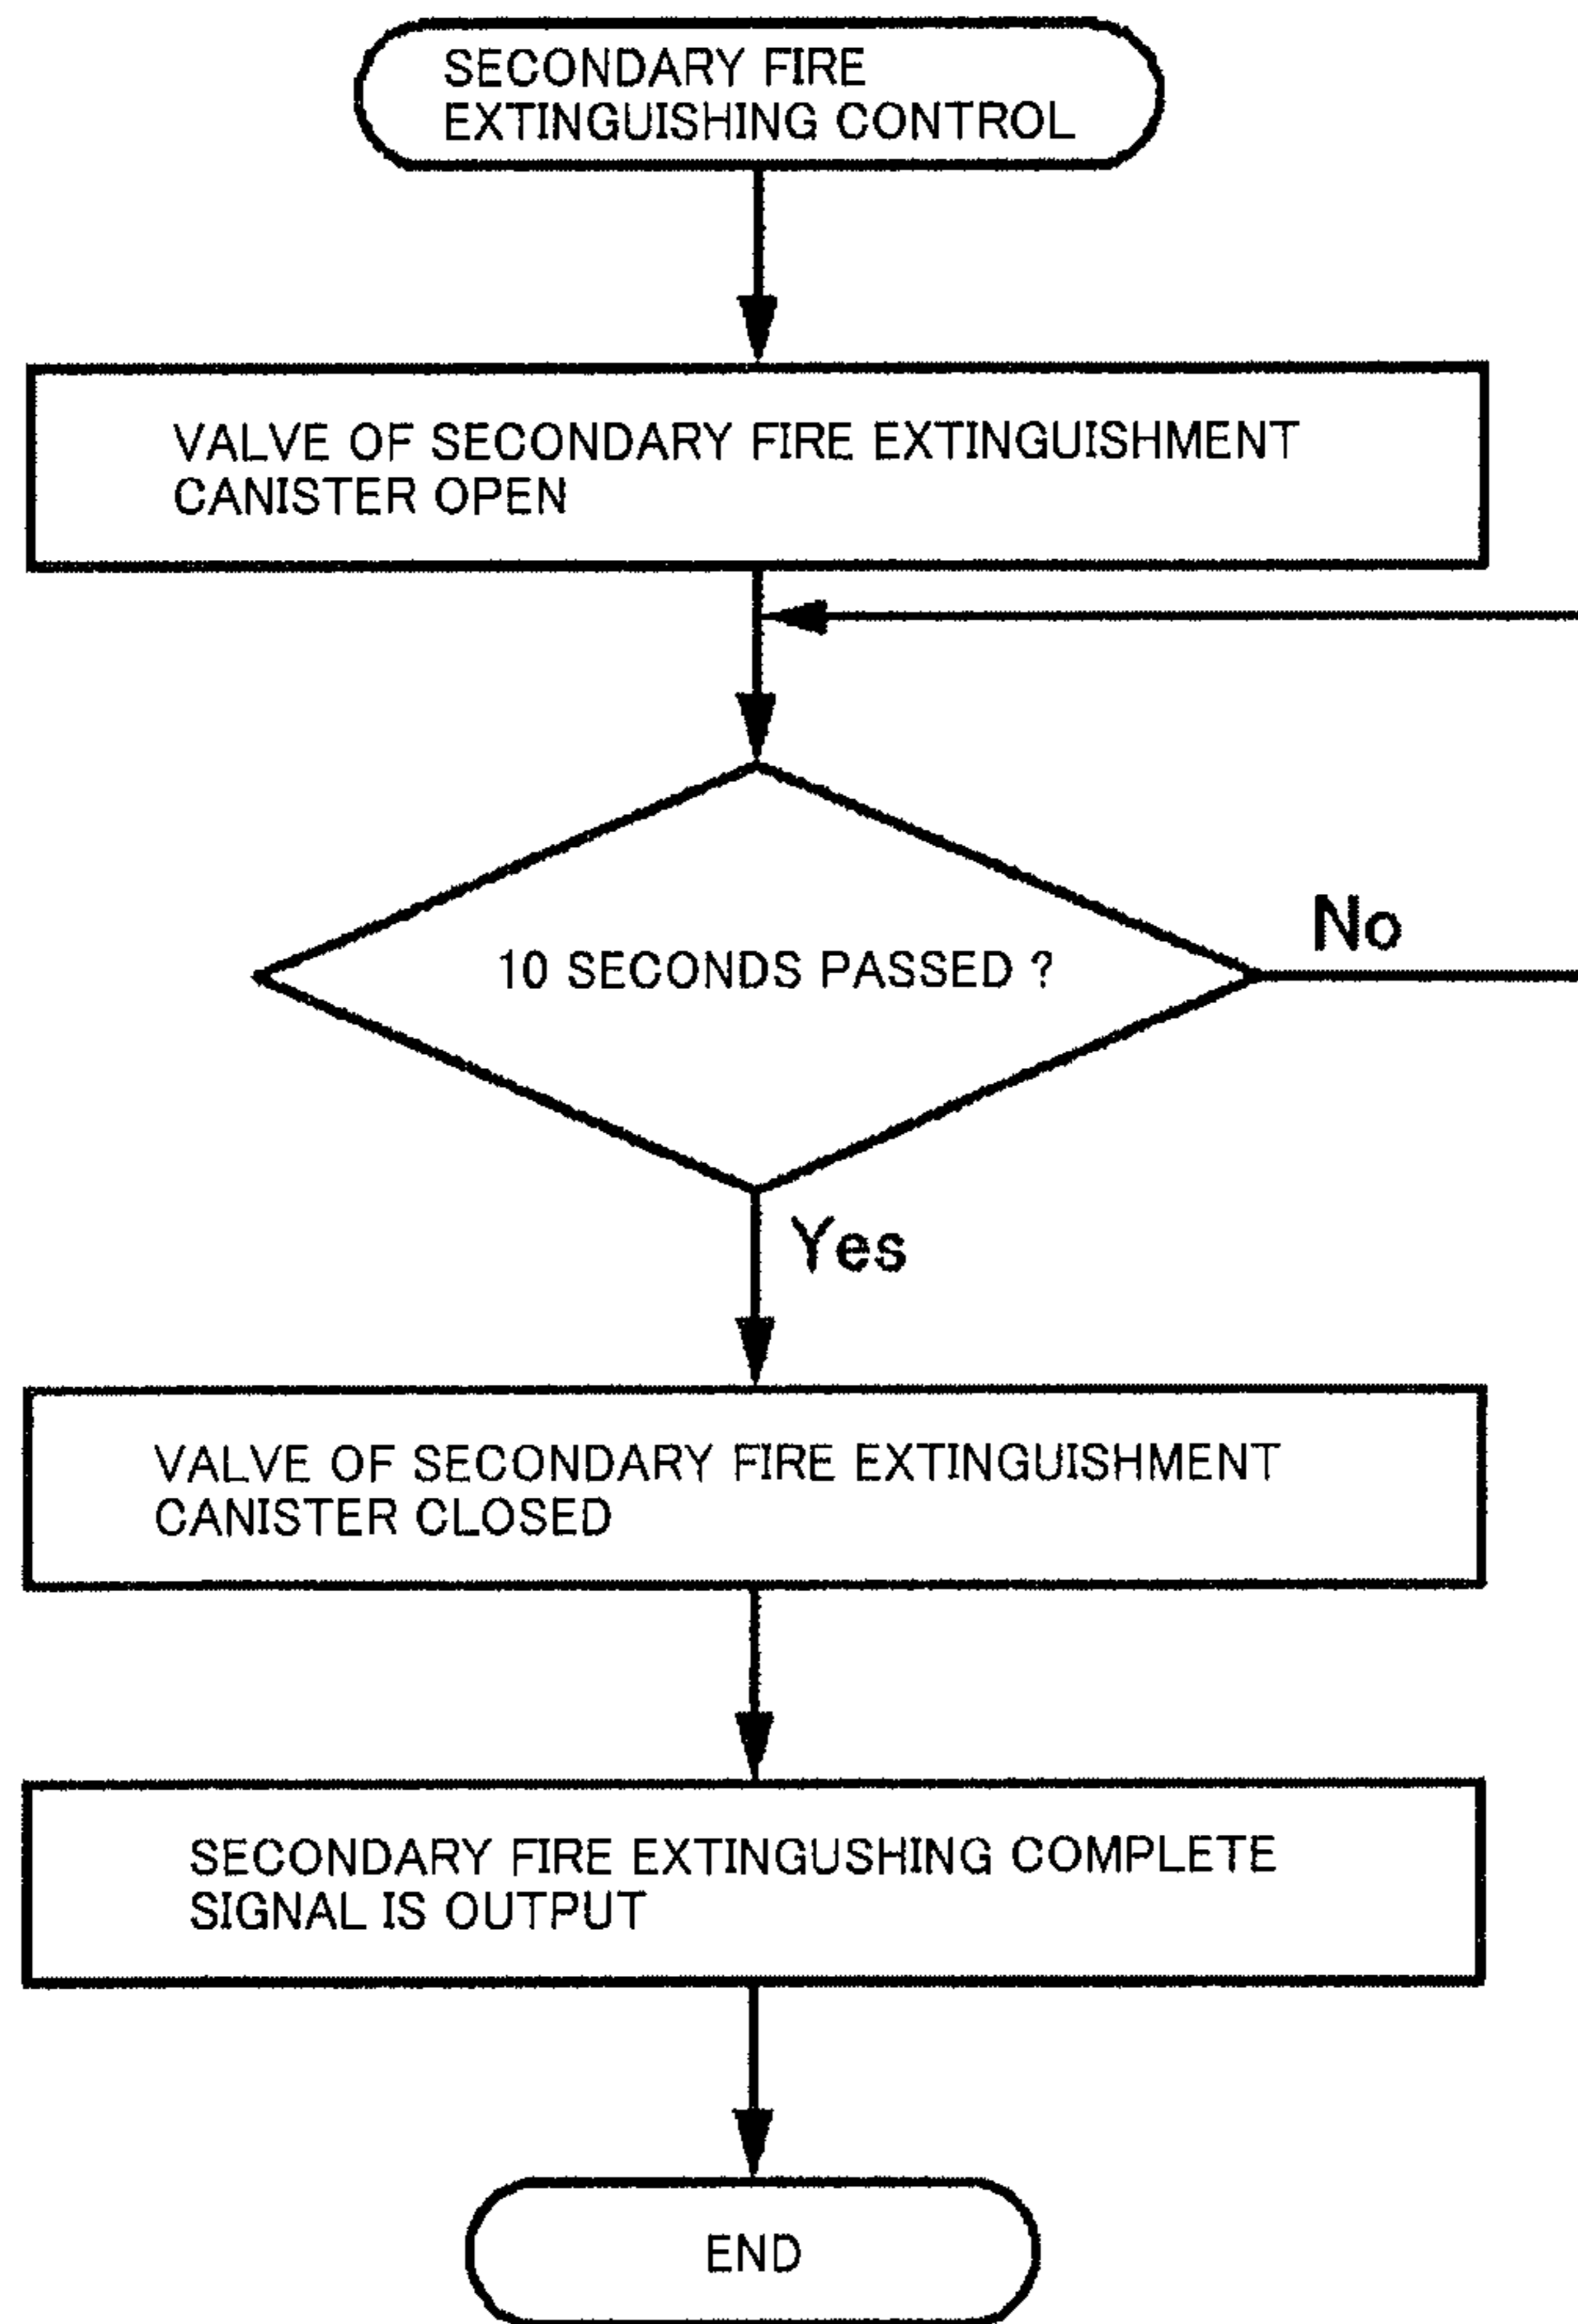 SECONDARY FIRE
EXTINGUISHING CONTROL
VALVE OF SECONDARY FIRE EXTINGUISHMENT
CANISTER OPEN
10 SECONDS PASSED ?
No
Yes
VALVE OF SECONDARY FIRE EXTINGUISHMENT
CANISTER CLOSED
SECONDARY FIRE EXTINGUSHING COMPLETE
SIGNAL IS OUTPUT
END